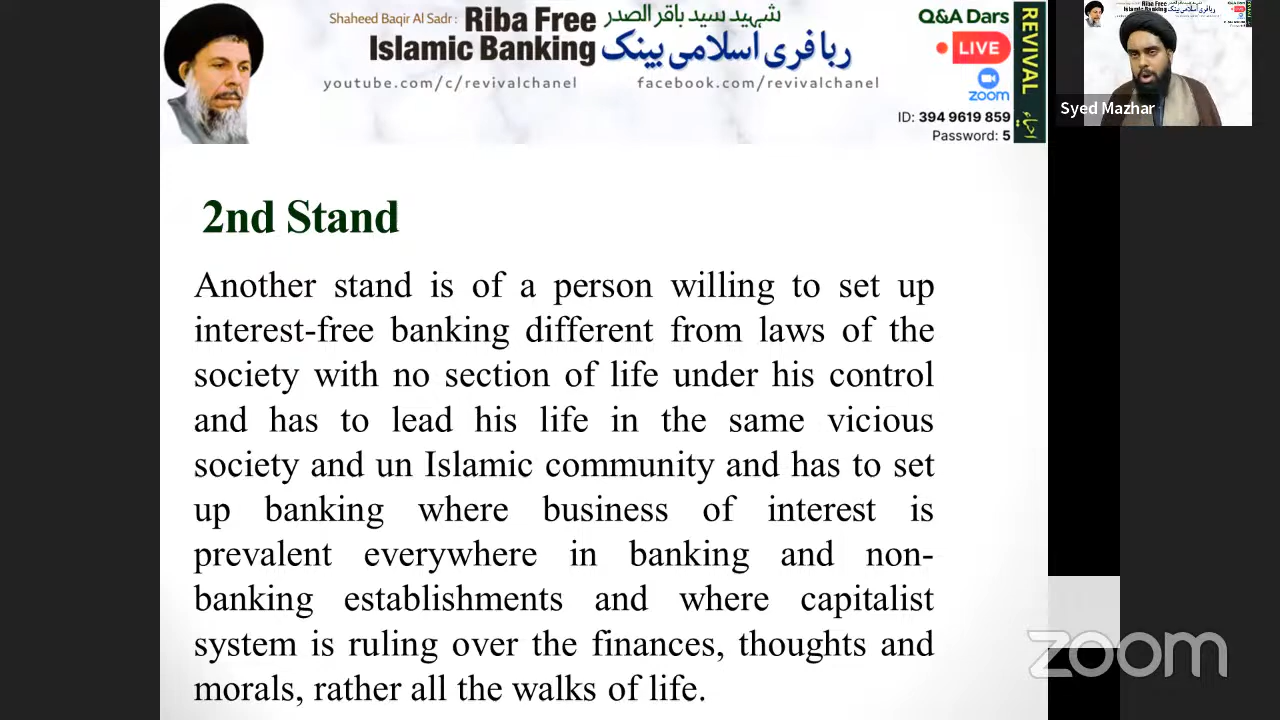 Shaheed Baqir Al Sadr :
Riba Free
Islamic Banking
شہید سید باقر الصدر
ربا فری اسلامی بینک
youtube.com/c/revivalchanel
facebook.com/revivalchanel
Q&A Dars
LIVE
zoom
ID: 394 9619 859
Password: 5
REVIVAL
احیاء
Syed Mazhar
2nd Stand
Another stand is of a person willing to set up
interest-free banking different from laws of the
society with no section of life under his control
and has to lead his life in the same vicious
society and un Islamic community and has to set
up banking where business of interest is
prevalent everywhere in banking and non-
banking establishments and where capitalist
system is ruling over the finances, thoughts and
morals, rather all the walks of life.
zoom